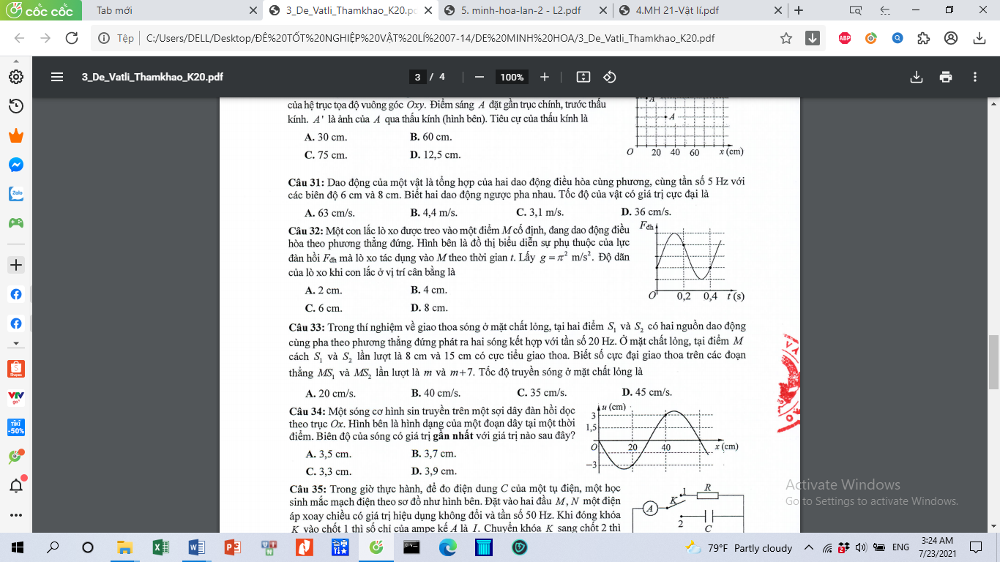 cốc cốc
Tab mới
3_De_Vatli_Thamkhao_K20.pd
5. minh-hoa-lan-2 - L2.pdf
4.MH 21-Vật lí.pdf
Tệp
C:/Users/DELL/Desktop/ĐÊ%20TỐT%20NGHIỆP%20VẬT%20LÍ%2007-14/DE%20MINH%20HOA/3_De_Vatli_Thamkhao_K20.pdf
ABP
3_De_Vatli_Thamkhao_K20.pdf
3 / 4
100%
của hệ trục tọa độ vuông góc Oxy. Điểm sáng A đặt gần trục chính, trước thấu
kính. A' là ảnh của A qua thấu kính (hình bên). Tiêu cự của thấu kính là
A. 30 cm. B. 60 cm.
C. 75 cm. D. 12,5 cm.
A
O 20 40 60 x (cm)
Câu 31: Dao động của một vật là tổng hợp của hai dao động điều hòa cùng phương, cùng tần số 5 Hz với
các biên độ 6 cm và 8 cm. Biết hai dao động ngược pha nhau. Tốc độ của vật có giá trị cực đại là
A. 63 cm/s. B. 4,4 m/s. C. 3,1 m/s. D. 36 cm/s.
Câu 32: Một con lắc lò xo được treo vào một điểm M cố định, đang dao động điều
hòa theo phương thẳng đứng. Hình bên là đồ thị biểu diễn sự phụ thuộc của lực
đàn hồi Fđh mà lò xo tác dụng vào M theo thời gian t. Lấy g = π² m/s². Độ dãn
của lò xo khi con lắc ở vị trí cân bằng là
A. 2 cm. B. 4 cm.
C. 6 cm. D. 8 cm.
Fđh
O 0,2 0,4 t (s)
Câu 33: Trong thí nghiệm về giao thoa sóng ở mặt chất lỏng, tại hai điểm S₁ và S₂ có hai nguồn dao động
cùng pha theo phương thẳng đứng phát ra hai sóng kết hợp với tần số 20 Hz. Ở mặt chất lỏng, tại điểm M
cách S₁ và S₂ lần lượt là 8 cm và 15 cm có cực tiểu giao thoa. Biết số cực đại giao thoa trên các đoạn
thẳng MS₁ và MS₂ lần lượt là m và m+7. Tốc độ truyền sóng ở mặt chất lỏng là
A. 20 cm/s. B. 40 cm/s. C. 35 cm/s. D. 45 cm/s.
Câu 34: Một sóng cơ hình sin truyền trên một sợi dây đàn hồi dọc
theo trục Ox. Hình bên là hình dạng của một đoạn dây tại một thời
điểm. Biên độ của sóng có giá trị gần nhất với giá trị nào sau đây?
A. 3,5 cm. B. 3,7 cm.
C. 3,3 cm. D. 3,9 cm.
u (cm)
3
1,5
O 20 40 x (cm)
−3
Câu 35: Trong giờ thực hành, để đo điện dung C của một tụ điện, một học
sinh mắc mạch điện theo sơ đồ như hình bên. Đặt vào hai đầu M, N một điện
áp xoay chiều có giá trị hiệu dụng không đổi và tần số 50 Hz. Khi đóng khóa
K vào chốt 1 thì số chỉ của ampe kế A là I. Chuyển khóa K sang chốt 2 thì
1 R
A K
2 C
Activate Windows
Go to Settings to activate Windows.
Zalo
Shopee
VTV
go
TIKI
-50%
79°F Partly cloudy
ENG
3:24 AM
7/23/2021